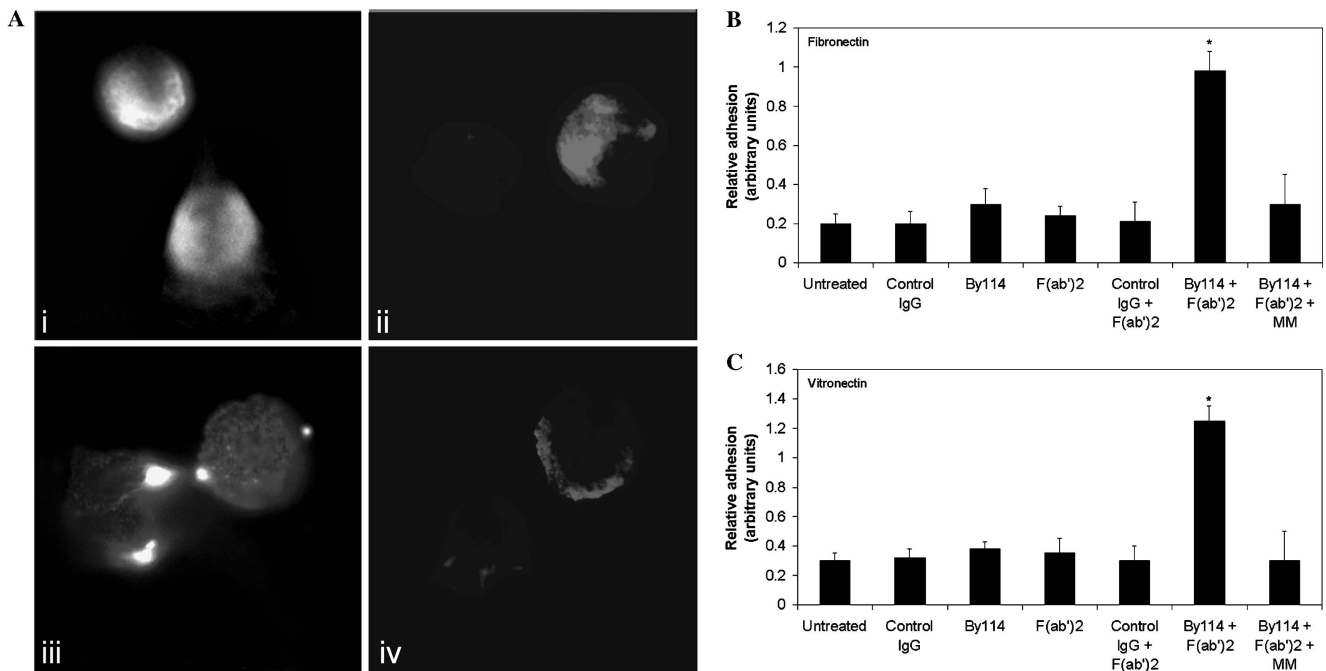 A
i
ii
iii
iv
B
Fibronectin
Relative adhesion
(arbitrary units)
1.2
1
0.8
0.6
0.4
0.2
0
Untreated
Control
IgG
By114
F(ab')2
Control
IgG +
F(ab')2
*
By114 +
F(ab')2
By114 +
F(ab')2 +
MM
C
Vitronectin
Relative adhesion
(arbitrary units)
1.6
1.4
1.2
1
0.8
0.6
0.4
0.2
0
Untreated
Control
IgG
By114
F(ab')2
Control
IgG +
F(ab')2
*
By114 +
F(ab')2
By114 +
F(ab')2 +
MM